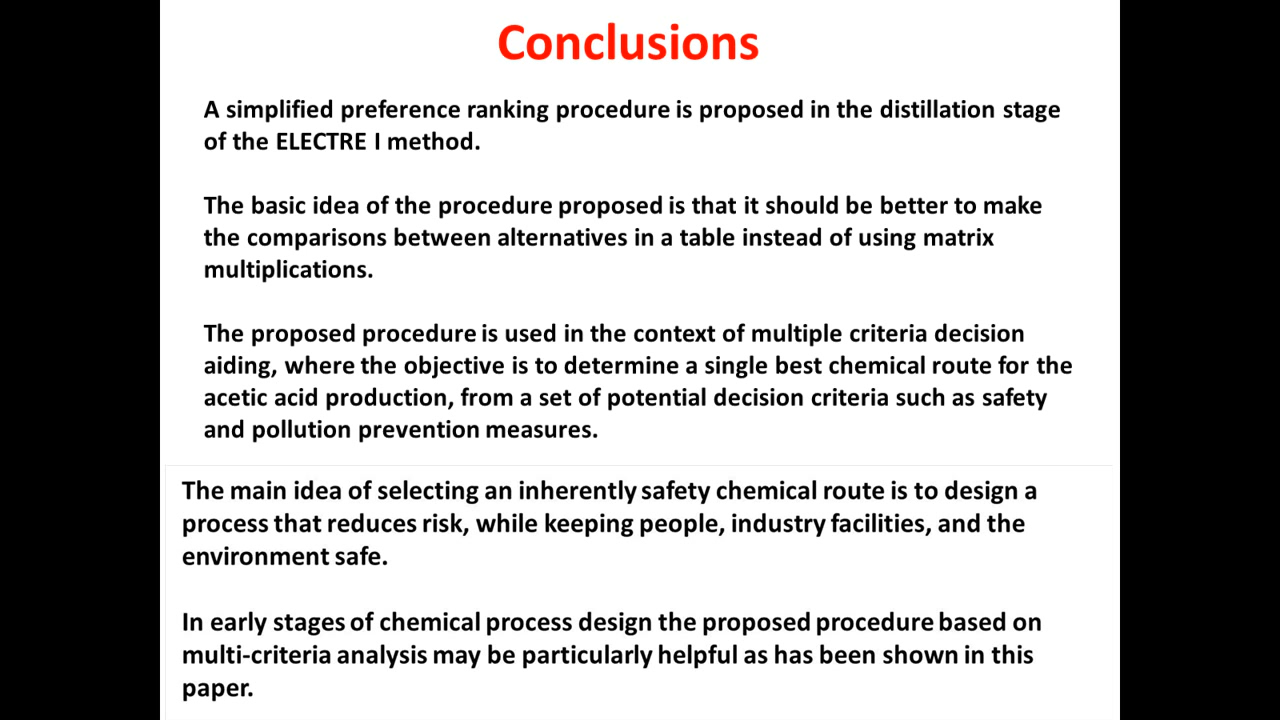 Conclusions
A simplified preference ranking procedure is proposed in the distillation stage
of the ELECTRE I method.
The basic idea of the procedure proposed is that it should be better to make
the comparisons between alternatives in a table instead of using matrix
multiplications.
The proposed procedure is used in the context of multiple criteria decision
aiding, where the objective is to determine a single best chemical route for the
acetic acid production, from a set of potential decision criteria such as safety
and pollution prevention measures.
The main idea of selecting an inherently safety chemical route is to design a
process that reduces risk, while keeping people, industry facilities, and the
environment safe.
In early stages of chemical process design the proposed procedure based on
multi-criteria analysis may be particularly helpful as has been shown in this
paper.